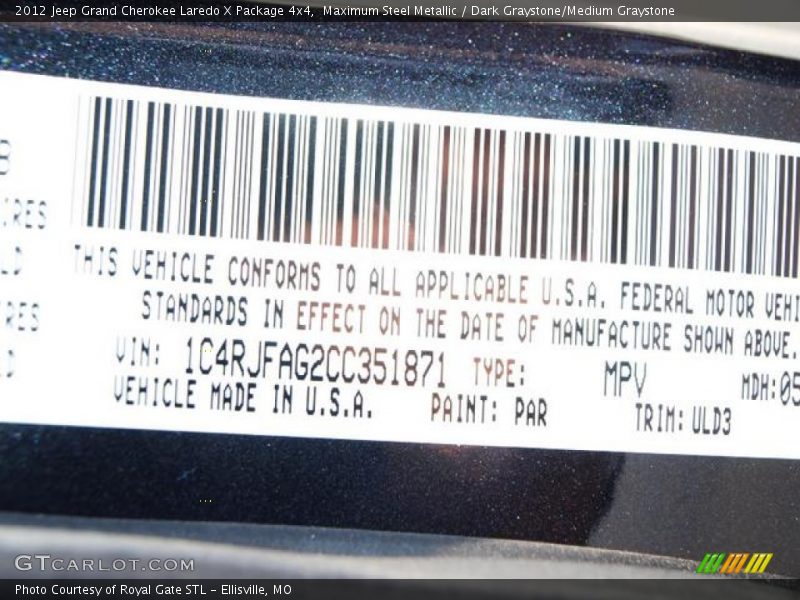 2012 Jeep Grand Cherokee Laredo X Package 4x4,  Maximum Steel Metallic / Dark Graystone/Medium Graystone
THIS VEHICLE CONFORMS TO ALL APPLICABLE U.S.A. FEDERAL MOTOR VEHI
STANDARDS IN EFFECT ON THE DATE OF MANUFACTURE SHOWN ABOVE.
VIN: 1C4RJFAG2CC351871 TYPE: MPV MDH:05
VEHICLE MADE IN U.S.A. PAINT: PAR TRIM: ULD3
GTCARLOT.COM
Photo Courtesy of Royal Gate STL - Ellisville, MO